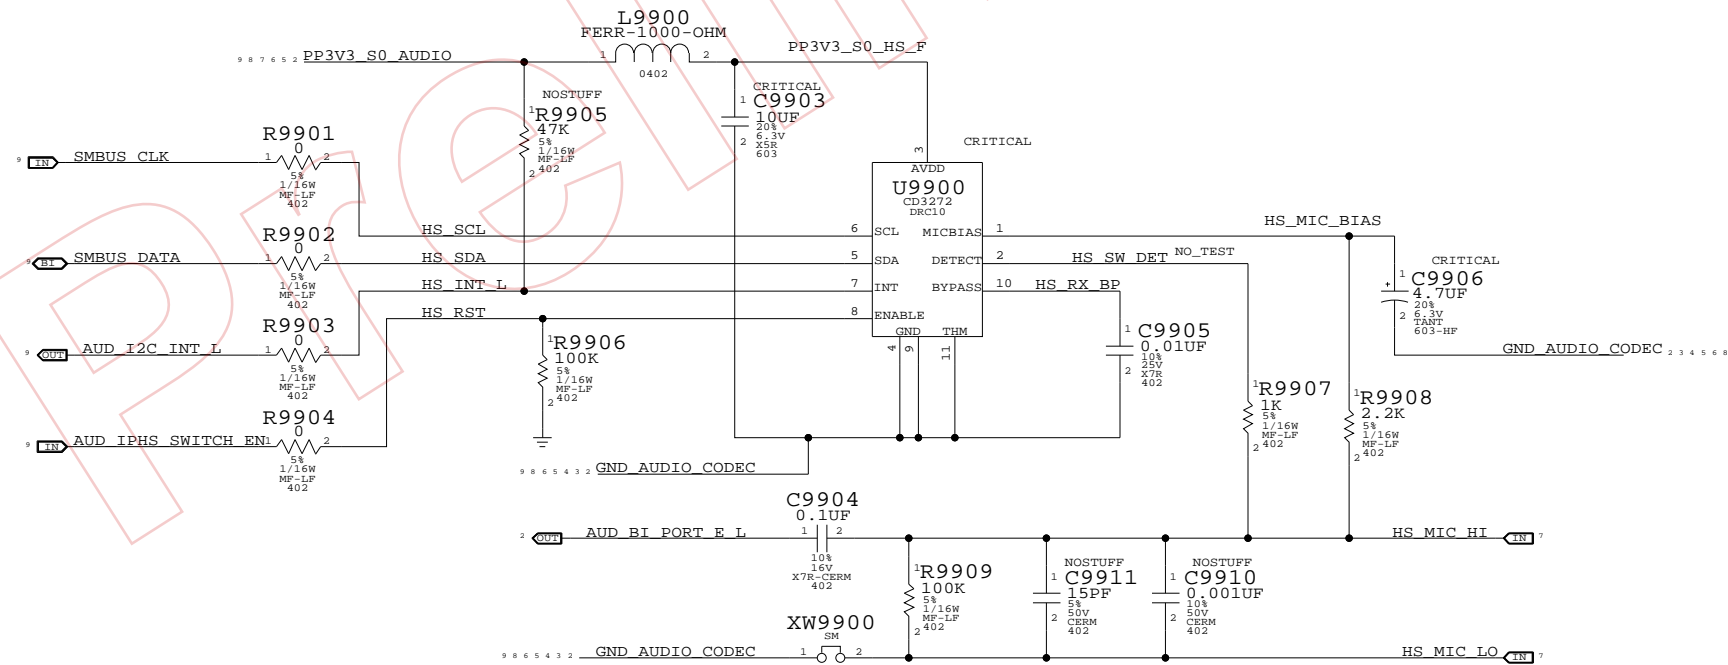 L9900
FERR-1000-OHM
1
2
0402
9 8 7 6 5 2 PP3V3_S0_AUDIO
PP3V3_S0_HS_F
NOSTUFF
1
R9905
47K
5%
1/16W
MF-LF
402
2
CRITICAL
1
C9903
10UF
20%
6.3V
X5R
603
2
R9901
0
9 IN SMBUS_CLK
1
2
5%
1/16W
MF-LF
402
R9902
0
9 BI SMBUS_DATA
1
2
5%
1/16W
MF-LF
402
R9903
0
9 OUT AUD_I2C_INT_L
1
2
5%
1/16W
MF-LF
402
R9904
0
9 IN AUD_IPHS_SWITCH_EN
1
2
5%
1/16W
MF-LF
402
HS_SCL
HS_SDA
HS_INT_L
HS_RST
1
R9906
100K
5%
1/16W
MF-LF
402
2
3
CRITICAL
AVDD
U9900
CD3272
DRC10
6 SCL MICBIAS 1
5 SDA DETECT 2
7 INT BYPASS 10
8 ENABLE
GND THM
4
9
11
HS_MIC_BIAS
HS_SW_DET NO_TEST
HS_RX_BP
1
C9905
0.01UF
10%
25V
X7R
402
2
CRITICAL
1
C9906
+
4.7UF
20%
6.3V
TANT
603-HF
2
GND_AUDIO_CODEC 2 3 4 5 6 8
1
R9907
1K
5%
1/16W
MF-LF
402
2
1
R9908
2.2K
5%
1/16W
MF-LF
402
2
9 8 6 5 4 3 2 GND_AUDIO_CODEC
C9904
0.1UF
2 OUT AUD_BI_PORT_E_L
1
2
10%
16V
X7R-CERM
402
HS_MIC_HI IN 7
1
R9909
100K
5%
1/16W
MF-LF
402
2
NOSTUFF
1
C9911
15PF
5%
50V
CERM
402
2
NOSTUFF
1
C9910
0.001UF
10%
50V
CERM
402
2
XW9900
SM
9 8 6 5 4 3 2 GND_AUDIO_CODEC
1
2
HS_MIC_LO IN 7